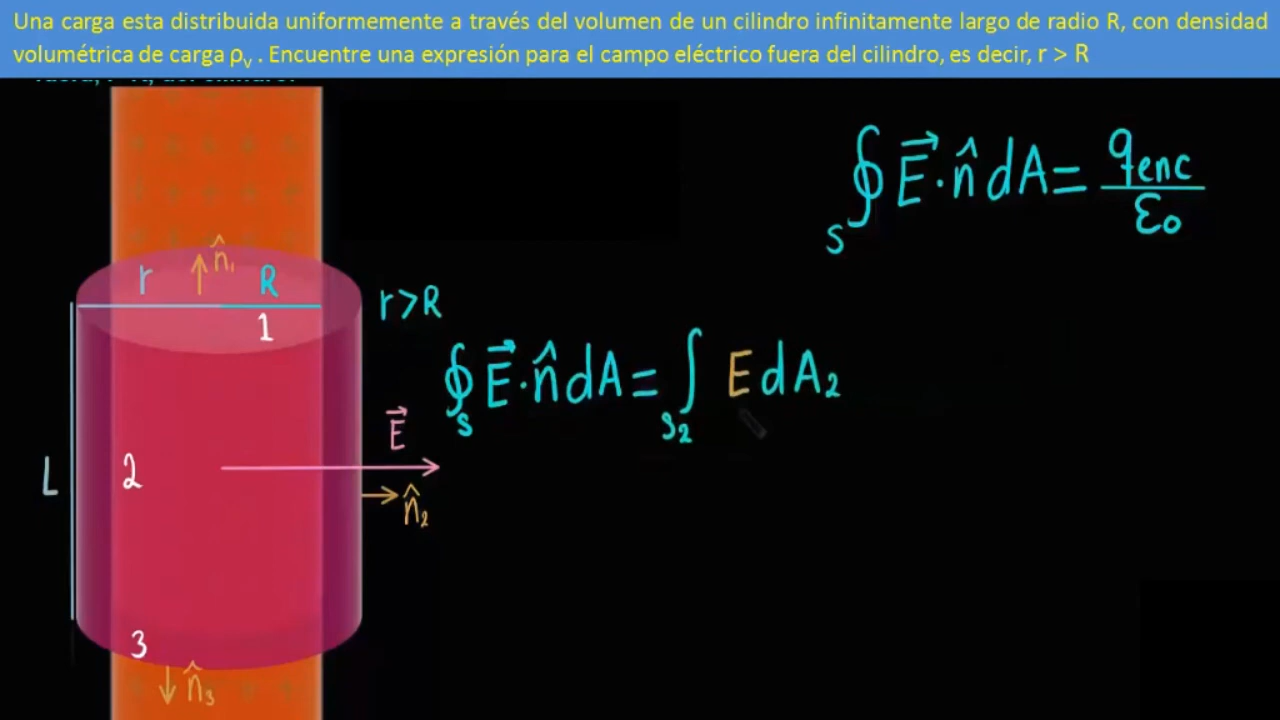 Una carga esta distribuida uniformemente a través del volumen de un cilindro infinitamente largo de radio R, con densidad
volumétrica de carga ρᵥ . Encuentre una expresión para el campo eléctrico fuera del cilindro, es decir, r > R
∮ₛ E⃗·n̂ dA = qenc/ε₀
n̂₁
r R
1
r>R
∮ₛ E⃗·n̂ dA = ∫S₂ E dA₂
E⃗
L 2
n̂₂
3
n̂₃